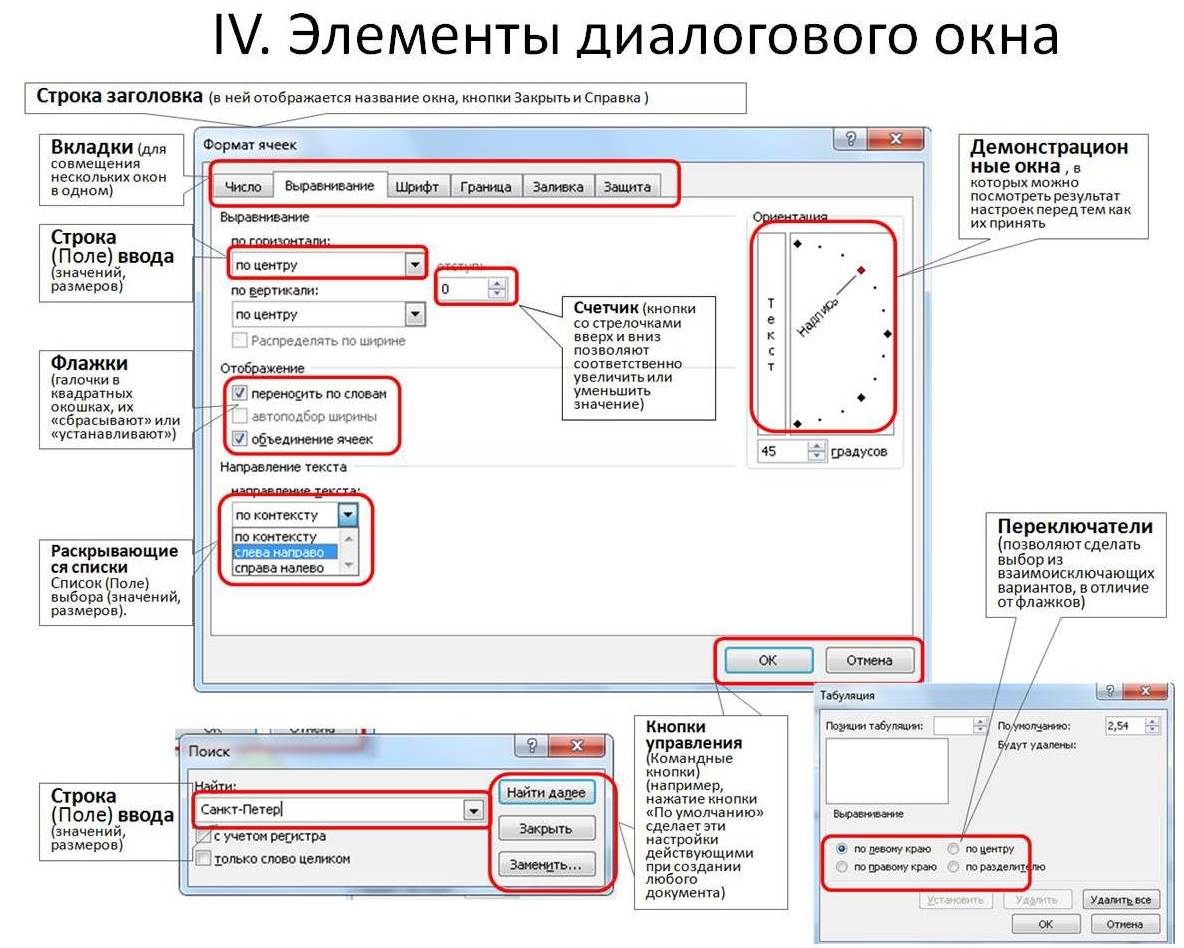 IV. Элементы диалогового окна
Строка заголовка (в ней отображается название окна, кнопки Закрыть и Справка )
Вкладки (для
совмещения
нескольких окон
в одном)
Строка
(Поле) ввода
(значений,
размеров)
Флажки
(галочки в
квадратных
окошках, их
«сбрасывают» или
«устанавливают»)
Раскрывающие
ся списки
Список (Поле)
выбора (значений,
размеров).
Формат ячеек
Число Выравнивание Шрифт Граница Заливка Защита
Выравнивание
по горизонтали:
по центру
отступ:
0
по вертикали:
по центру
Распределять по ширине
Отображение
переносить по словам
автоподбор ширины
объединение ячеек
Направление текста
направление текста:
по контексту
по контексту
слева направо
справа налево
Счетчик (кнопки
со стрелочками
вверх и вниз
позволяют
соответственно
увеличить или
уменьшить
значение)
Ориентация
Текст
Надпись
45 градусов
ОК Отмена
Демонстрацион
ные окна , в
которых можно
посмотреть результат
настроек перед тем как
их принять
Переключатели
(позволяют сделать
выбор из
взаимоисключающих
вариантов, в отличие
от флажков)
Строка
(Поле) ввода
(значений,
размеров)
ОК Отмена
Поиск
Найти:
Санкт-Петер
с учетом регистра
только слово целиком
Найти далее
Закрыть
Заменить...
Кнопки
управления
(Командные
кнопки)
(например,
нажатие кнопки
«По умолчанию»
сделает эти
настройки
действующими
при создании
любого
документа)
Табуляция
Позиции табуляции: По умолчанию: 2,54
Будут удалены:
Выравнивание
по левому краю по центру
по правому краю по разделителю
Установить Удалить Удалить все
ОК Отмена